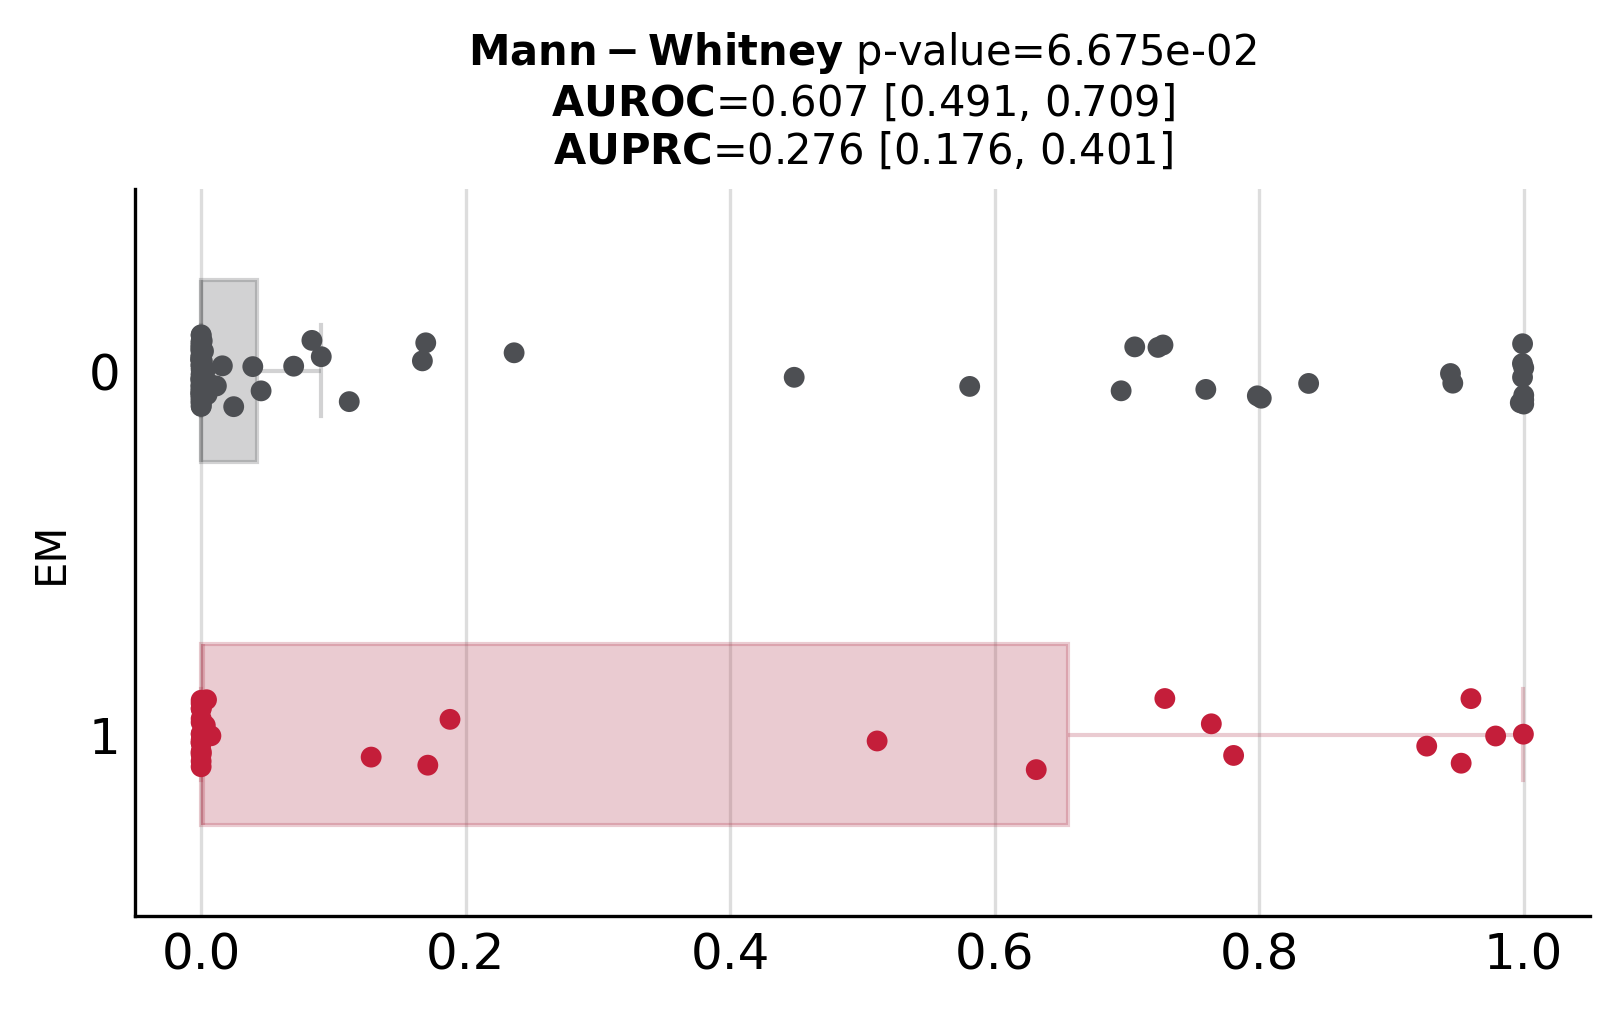 Mann − Whitney p-value=6.675e-02
AUROC=0.607 [0.491, 0.709]
AUPRC=0.276 [0.176, 0.401]
0
EM
1
0.0 0.2 0.4 0.6 0.8 1.0